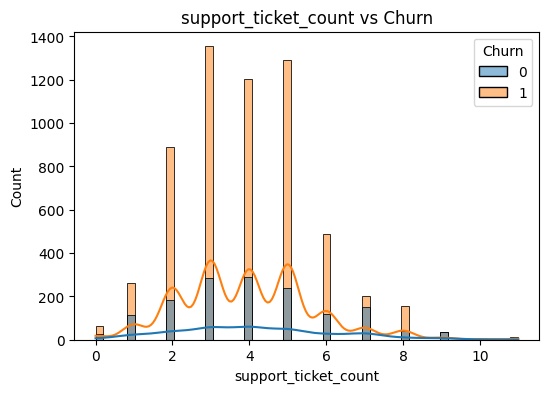 support_ticket_count vs Churn
Churn
0
1
1400
1200
1000
800
600
400
200
0
Count
0 2 4 6 8 10
support_ticket_count